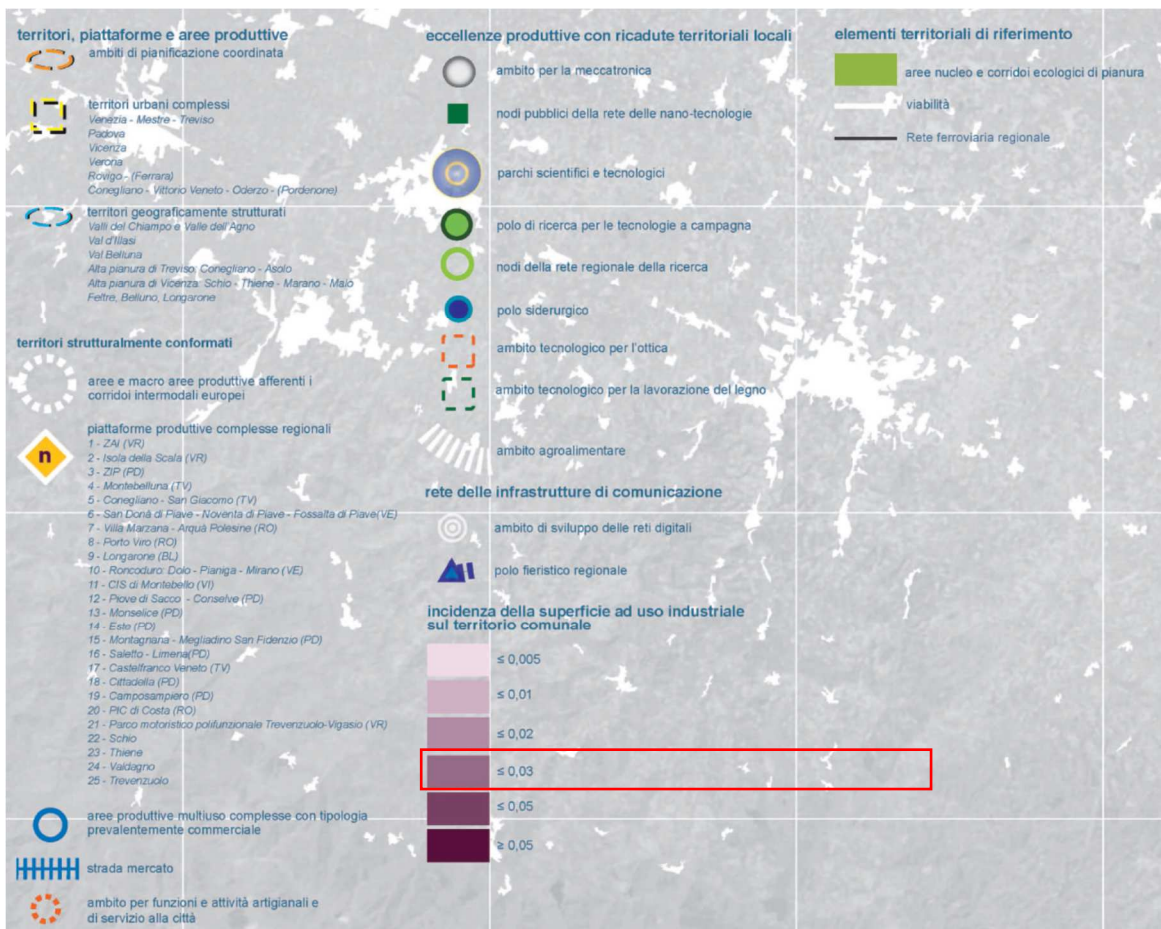 territori, piattaforme e aree produttive
ambiti di pianificazione coordinata
territori urbani complessi
Venezia - Mestre - Treviso
Padova
Vicenza
Verona
Rovigo - (Ferrara)
Conegliano - Vittorio Veneto - Oderzo - (Pordenone)
territori geograficamente strutturati
Valli del Chiampo e Valle dell'Agno
Val d'Illasi
Val Belluna
Alta pianura di Treviso: Conegliano - Asolo
Alta pianura di Vicenza: Schio - Thiene - Marano - Malo
Feltre, Belluno, Longarone
territori strutturalmente conformati
aree e macro aree produttive afferenti i
corridoi intermodali europei
n
piattaforme produttive complesse regionali
1 - ZAI (VR)
2 - Isola della Scala (VR)
3 - ZIP (PD)
4 - Montebelluna (TV)
5 - Conegliano - San Giacomo (TV)
6 - San Donà di Piave - Noventa di Piave - Fossalta di Piave(VE)
7 - Villa Marzana - Arquà Polesine (RO)
8 - Porto Viro (RO)
9 - Longarone (BL)
10 - Roncoduro: Dolo - Pianiga - Mirano (VE)
11 - CIS di Montebello (VI)
12 - Piove di Sacco - Conselve (PD)
13 - Monselice (PD)
14 - Este (PD)
15 - Montagnana - Megliadino San Fidenzio (PD)
16 - Saletto - Limena(PD)
17 - Castelfranco Veneto (TV)
18 - Cittadella (PD)
19 - Camposampiero (PD)
20 - PIC di Costa (RO)
21 - Parco motoristico polifunzionale Trevenzuolo-Vigasio (VR)
22 - Schio
23 - Thiene
24 - Valdagno
25 - Trevenzuolo
aree produttive multiuso complesse con tipologia
prevalentemente commerciale
strada mercato
ambito per funzioni e attività artigianali e
di servizio alla città
eccellenze produttive con ricadute territoriali locali
ambito per la meccatronica
nodi pubblici della rete delle nano-tecnologie
parchi scientifici e tecnologici
polo di ricerca per le tecnologie a campagna
nodi della rete regionale della ricerca
polo siderurgico
ambito tecnologico per l'ottica
ambito tecnologico per la lavorazione del legno
ambito agroalimentare
rete delle infrastrutture di comunicazione
ambito di sviluppo delle reti digitali
polo fieristico regionale
incidenza della superficie ad uso industriale
sul territorio comunale
≤ 0,005
≤ 0,01
≤ 0,02
≤ 0,03
≤ 0,05
≥ 0,05
elementi territoriali di riferimento
aree nucleo e corridoi ecologici di pianura
viabilità
Rete ferroviaria regionale